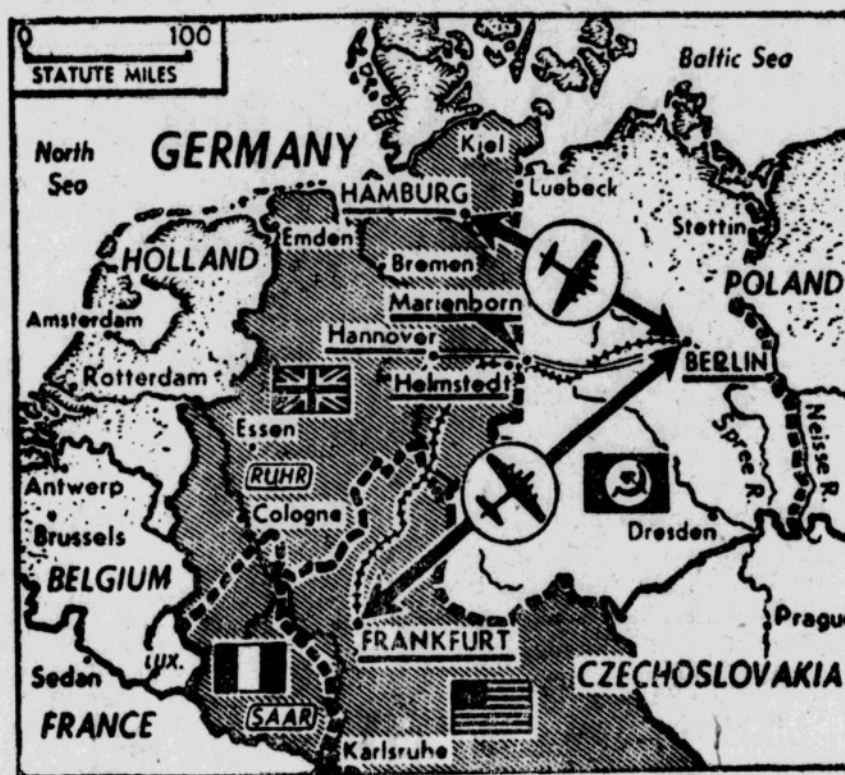 0 100
STATUTE MILES
Baltic Sea
North
Sea
GERMANY
Kiel
HAMBURG
Luebeck
Emden
Stettin
HOLLAND
Bremen
POLAND
Amsterdam
Marienborn
Hannover
BERLIN
Rotterdam
Helmstedt
Essen
Spree R.
Neisse R.
RUHR
Antwerp
Cologne
Dresden
Brussels
BELGIUM
Prague
FRANKFURT
LUX.
Sedan
CZECHOSLOVAKIA
FRANCE
SAAR
Karlsruhe